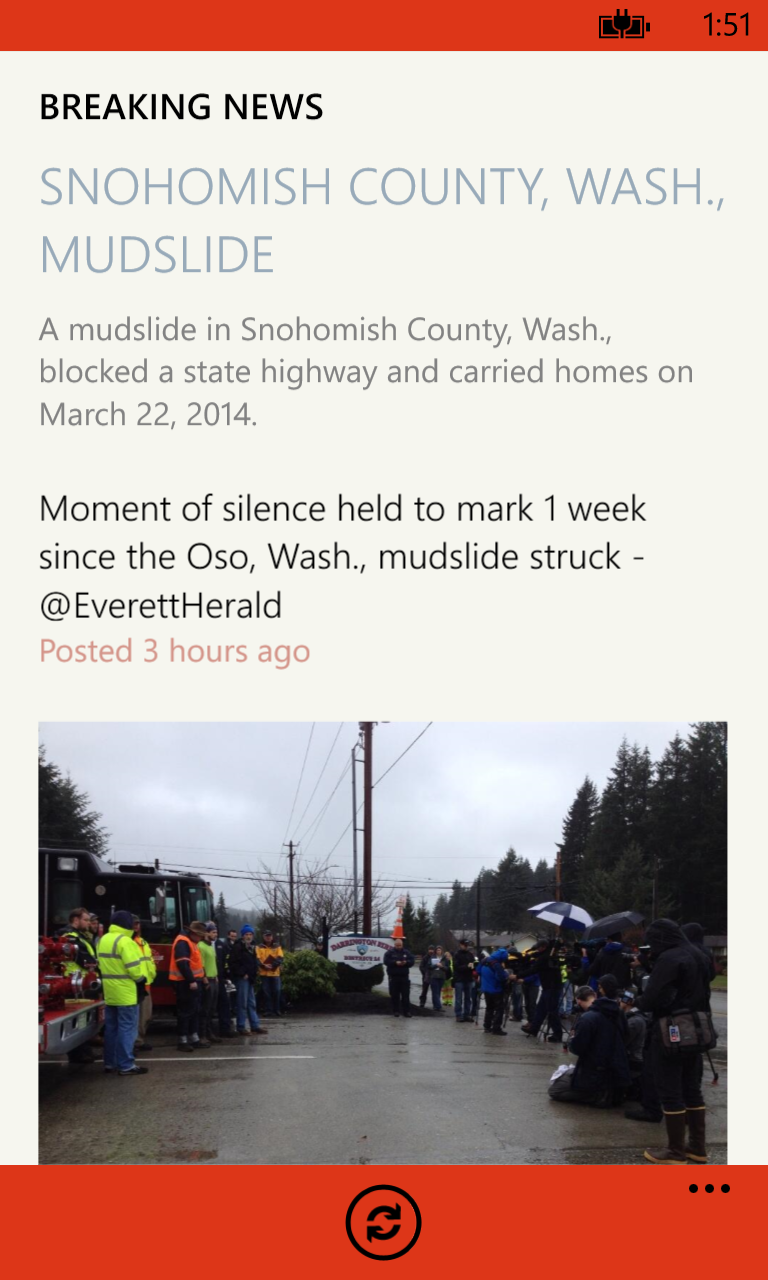 1:51
BREAKING NEWS
SNOHOMISH COUNTY, WASH.,
MUDSLIDE
A mudslide in Snohomish County, Wash.,
blocked a state highway and carried homes on
March 22, 2014.
Moment of silence held to mark 1 week
since the Oso, Wash., mudslide struck -
@EverettHerald
Posted 3 hours ago
DARRINGTON FIRE
DISTRICT 24